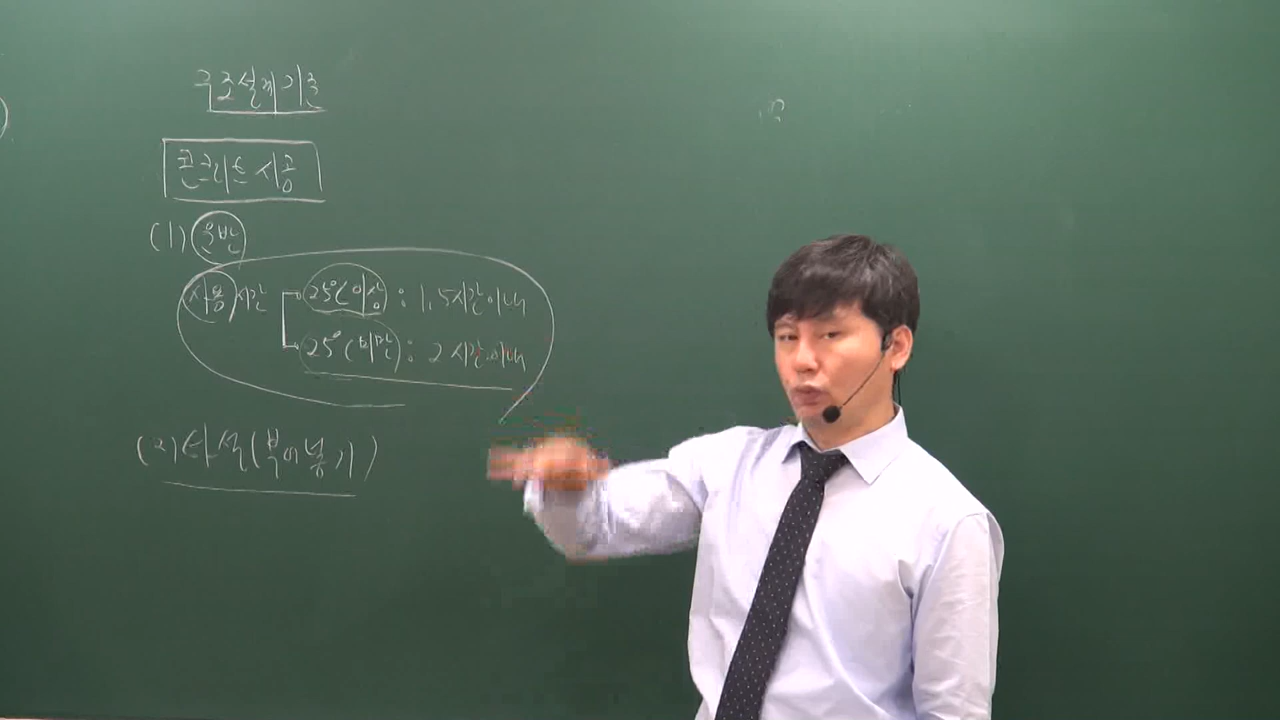 구조설계기준
콘크리트 시공
(1) 운반
사용시간 25℃ 이상 : 1.5시간 이내
25℃ 미만 : 2시간 이내
(2) 타설(부어넣기)